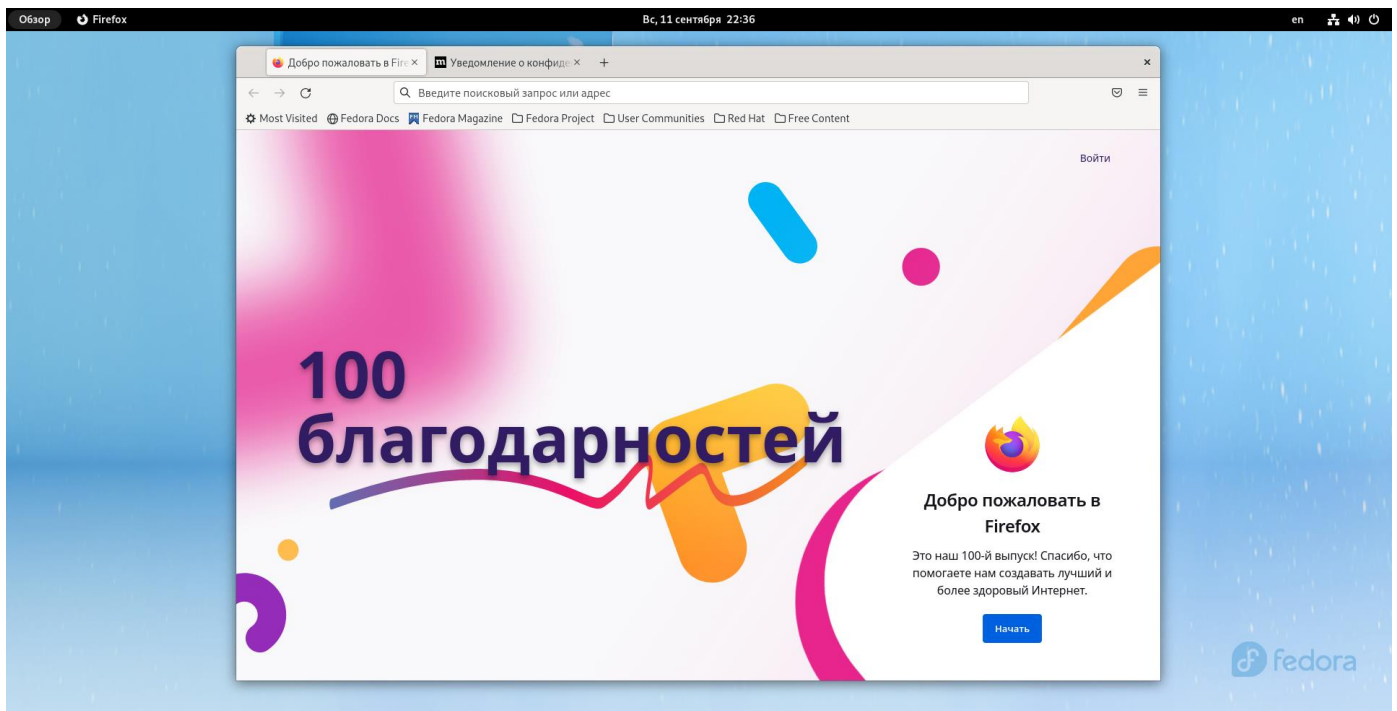 Обзор Firefox Вс, 11 сентября 22:36 en
Добро пожаловать в Fire Уведомление о конфиде
Введите поисковый запрос или адрес
Most Visited Fedora Docs Fedora Magazine Fedora Project User Communities Red Hat Free Content
Войти
100
благодарностей
Добро пожаловать в
Firefox
Это наш 100-й выпуск! Спасибо, что
помогаете нам создавать лучший и
более здоровый Интернет.
Начать
fedora